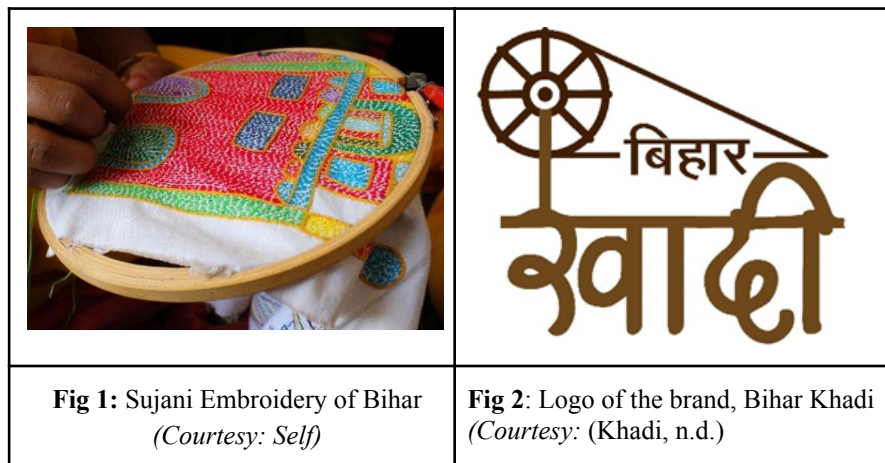 बिहार
खादी
Fig 1: Sujani Embroidery of Bihar
(Courtesy: Self)
Fig 2: Logo of the brand, Bihar Khadi
(Courtesy: (Khadi, n.d.)